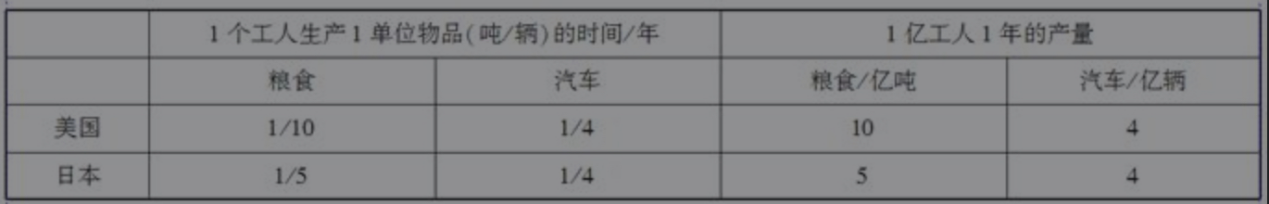 1个工人生产1单位物品(吨/辆)的时间/年 1亿工人1年的产量
粮食 汽车 粮食/亿吨 汽车/亿辆
美国 1/10 1/4 10 4
日本 1/5 1/4 5 4